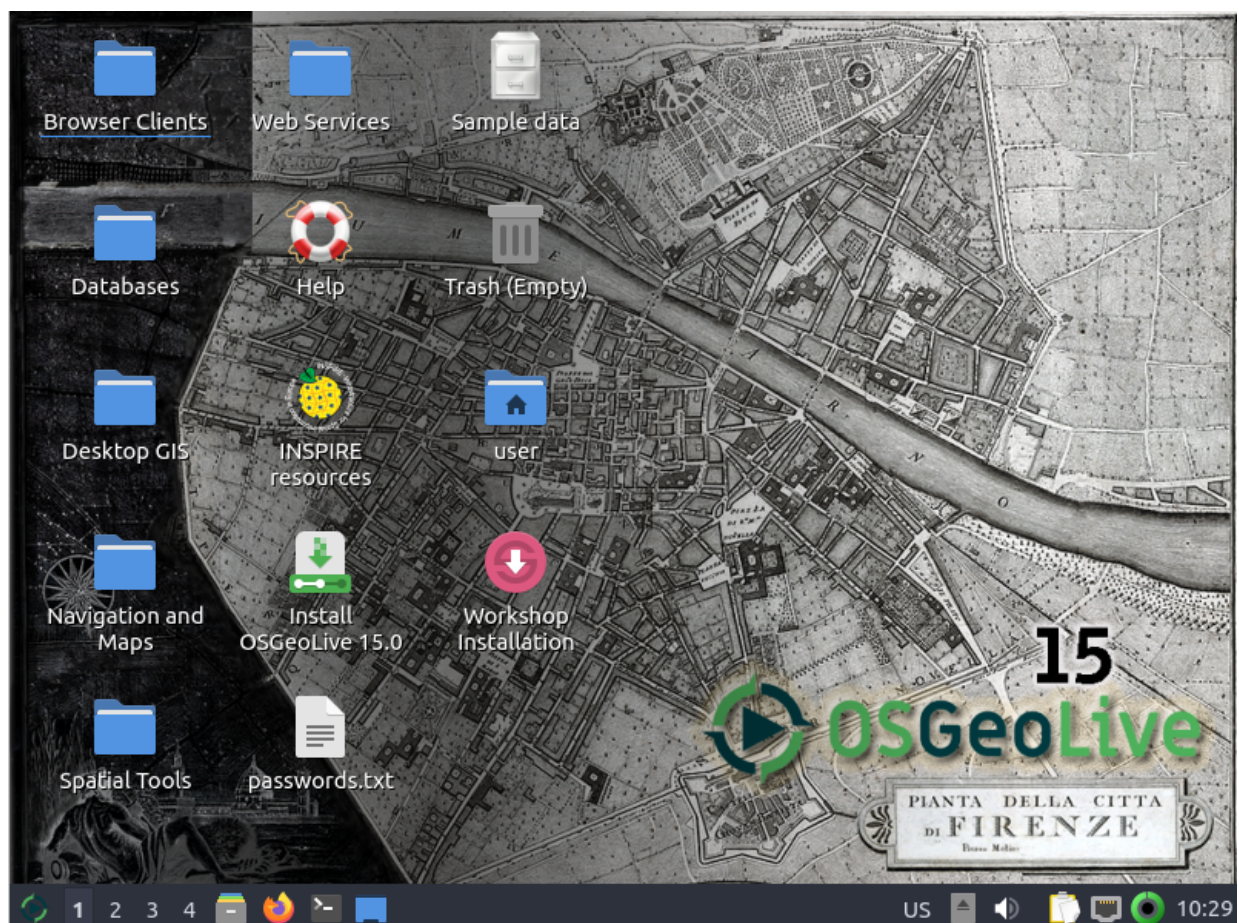 Browser Clients
Web Services
Sample data
Databases
Help
Trash (Empty)
Desktop GIS
INSPIRE
resources
user
Navigation and
Maps
Install
OSGeoLive 15.0
Workshop
Installation
Spatial Tools
passwords.txt
15
OSGeoLive
PIANTA DELLA CITTA
DI FIRENZE
A R N O
1 2 3 4
US
10:29